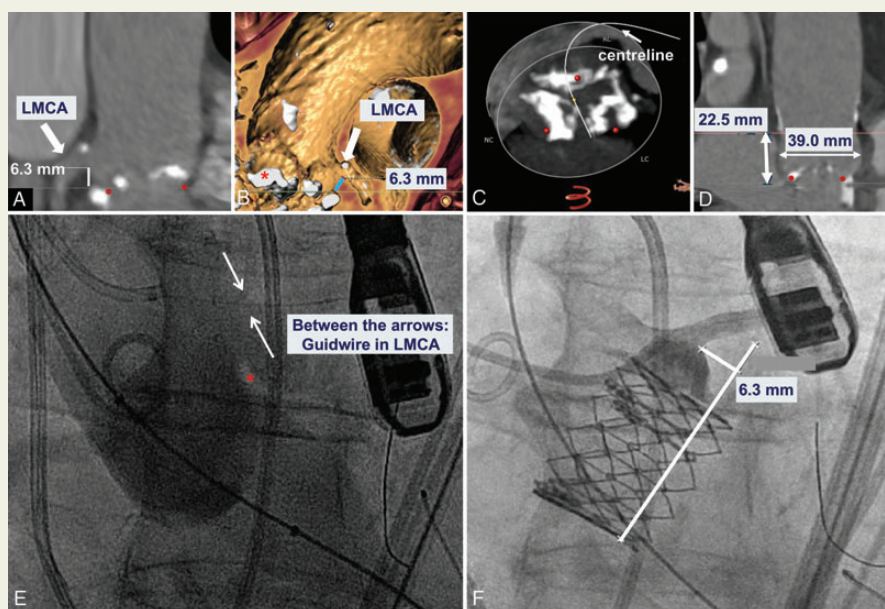 LMCA
6.3 mm
A
LMCA
6.3 mm
*
B
centreline
RC
NC
LC
C
22.5 mm
39.0 mm
D
Between the arrows:
Guidwire in LMCA
*
E
6.3 mm
F